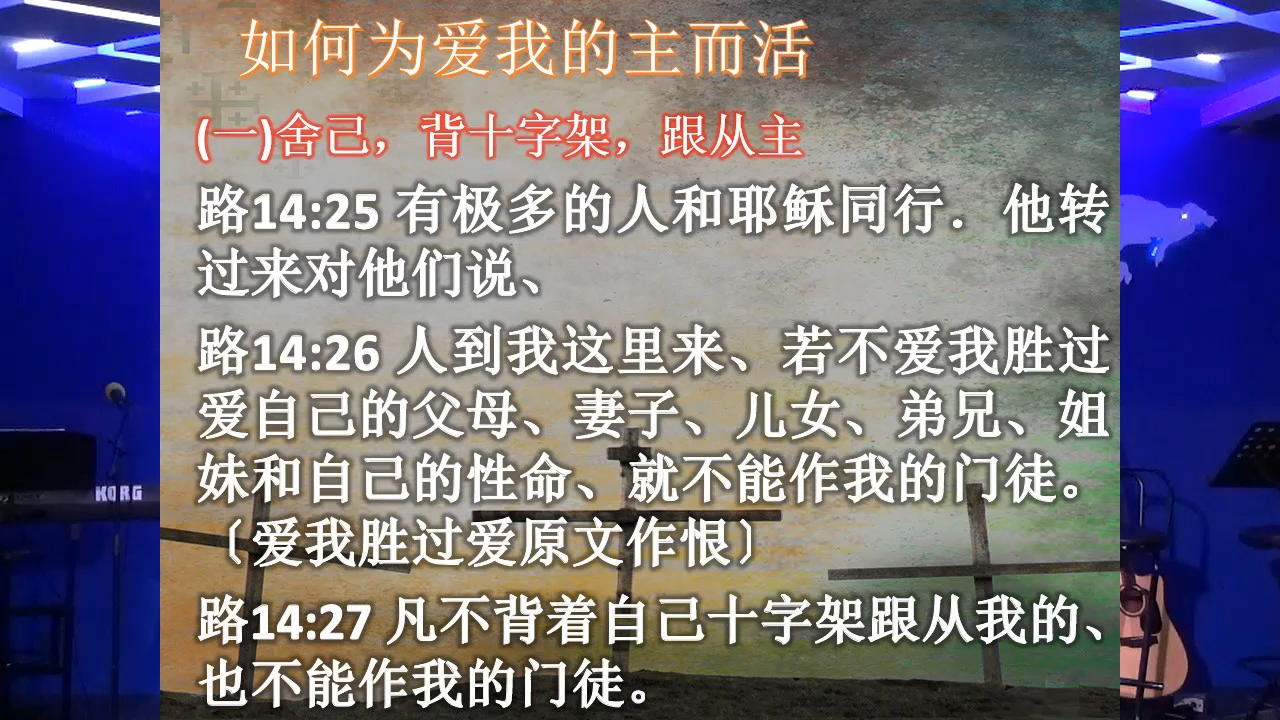 如何为爱我的主而活
(一)舍己，背十字架，跟从主
路14:25 有极多的人和耶稣同行．他转
过来对他们说、
路14:26 人到我这里来、若不爱我胜过
爱自己的父母、妻子、儿女、弟兄、姐
妹和自己的性命、就不能作我的门徒。
〔爱我胜过爱原文作恨〕
路14:27 凡不背着自己十字架跟从我的、
也不能作我的门徒。
KORG